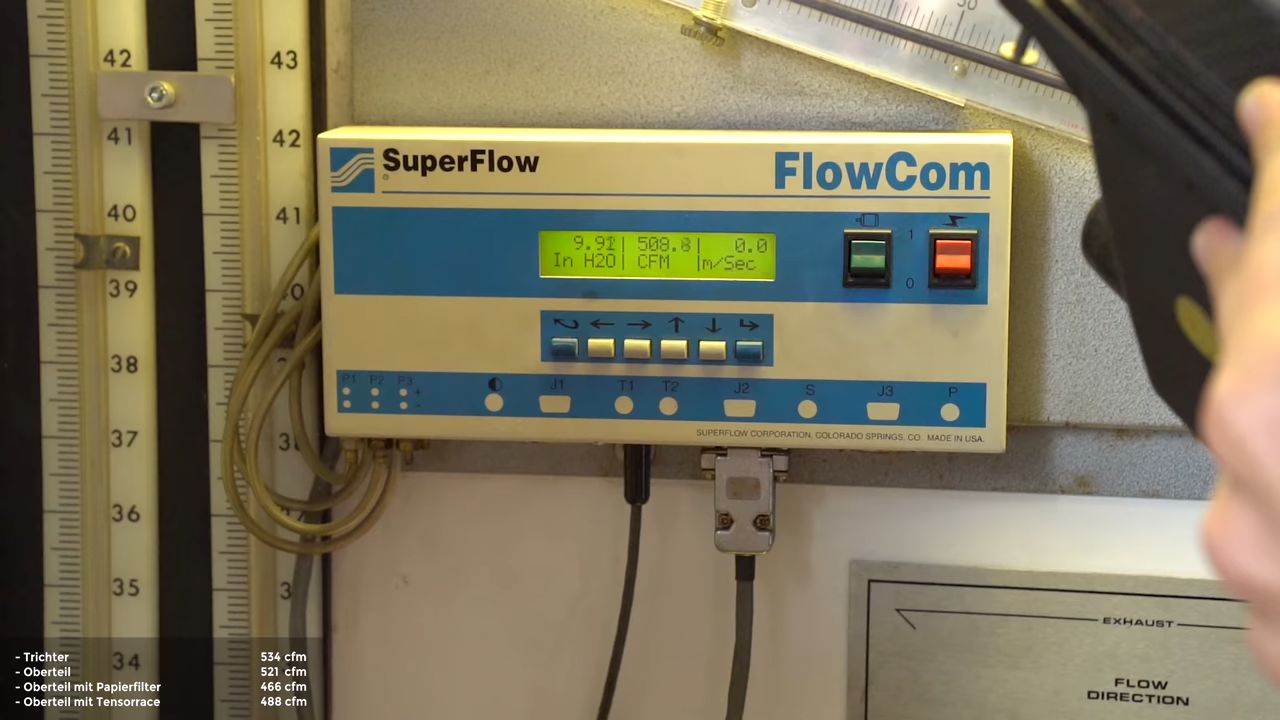 42
41
40
39
38
37
36
35
34
43
42
41
40
50
SuperFlow
®
FlowCom
9.91| 508.8| 0.0
In H2O| CFM |m/Sec
1
0
P1 P2 P3 + -
J1 T1 T2 J2 S J3 P
SUPERFLOW CORPORATION, COLORADO SPRINGS, CO. MADE IN USA.
EXHAUST
FLOW
DIRECTION
- Trichter 534 cfm
- Oberteil 521 cfm
- Oberteil mit Papierfilter 466 cfm
- Oberteil mit Tensorrace 488 cfm